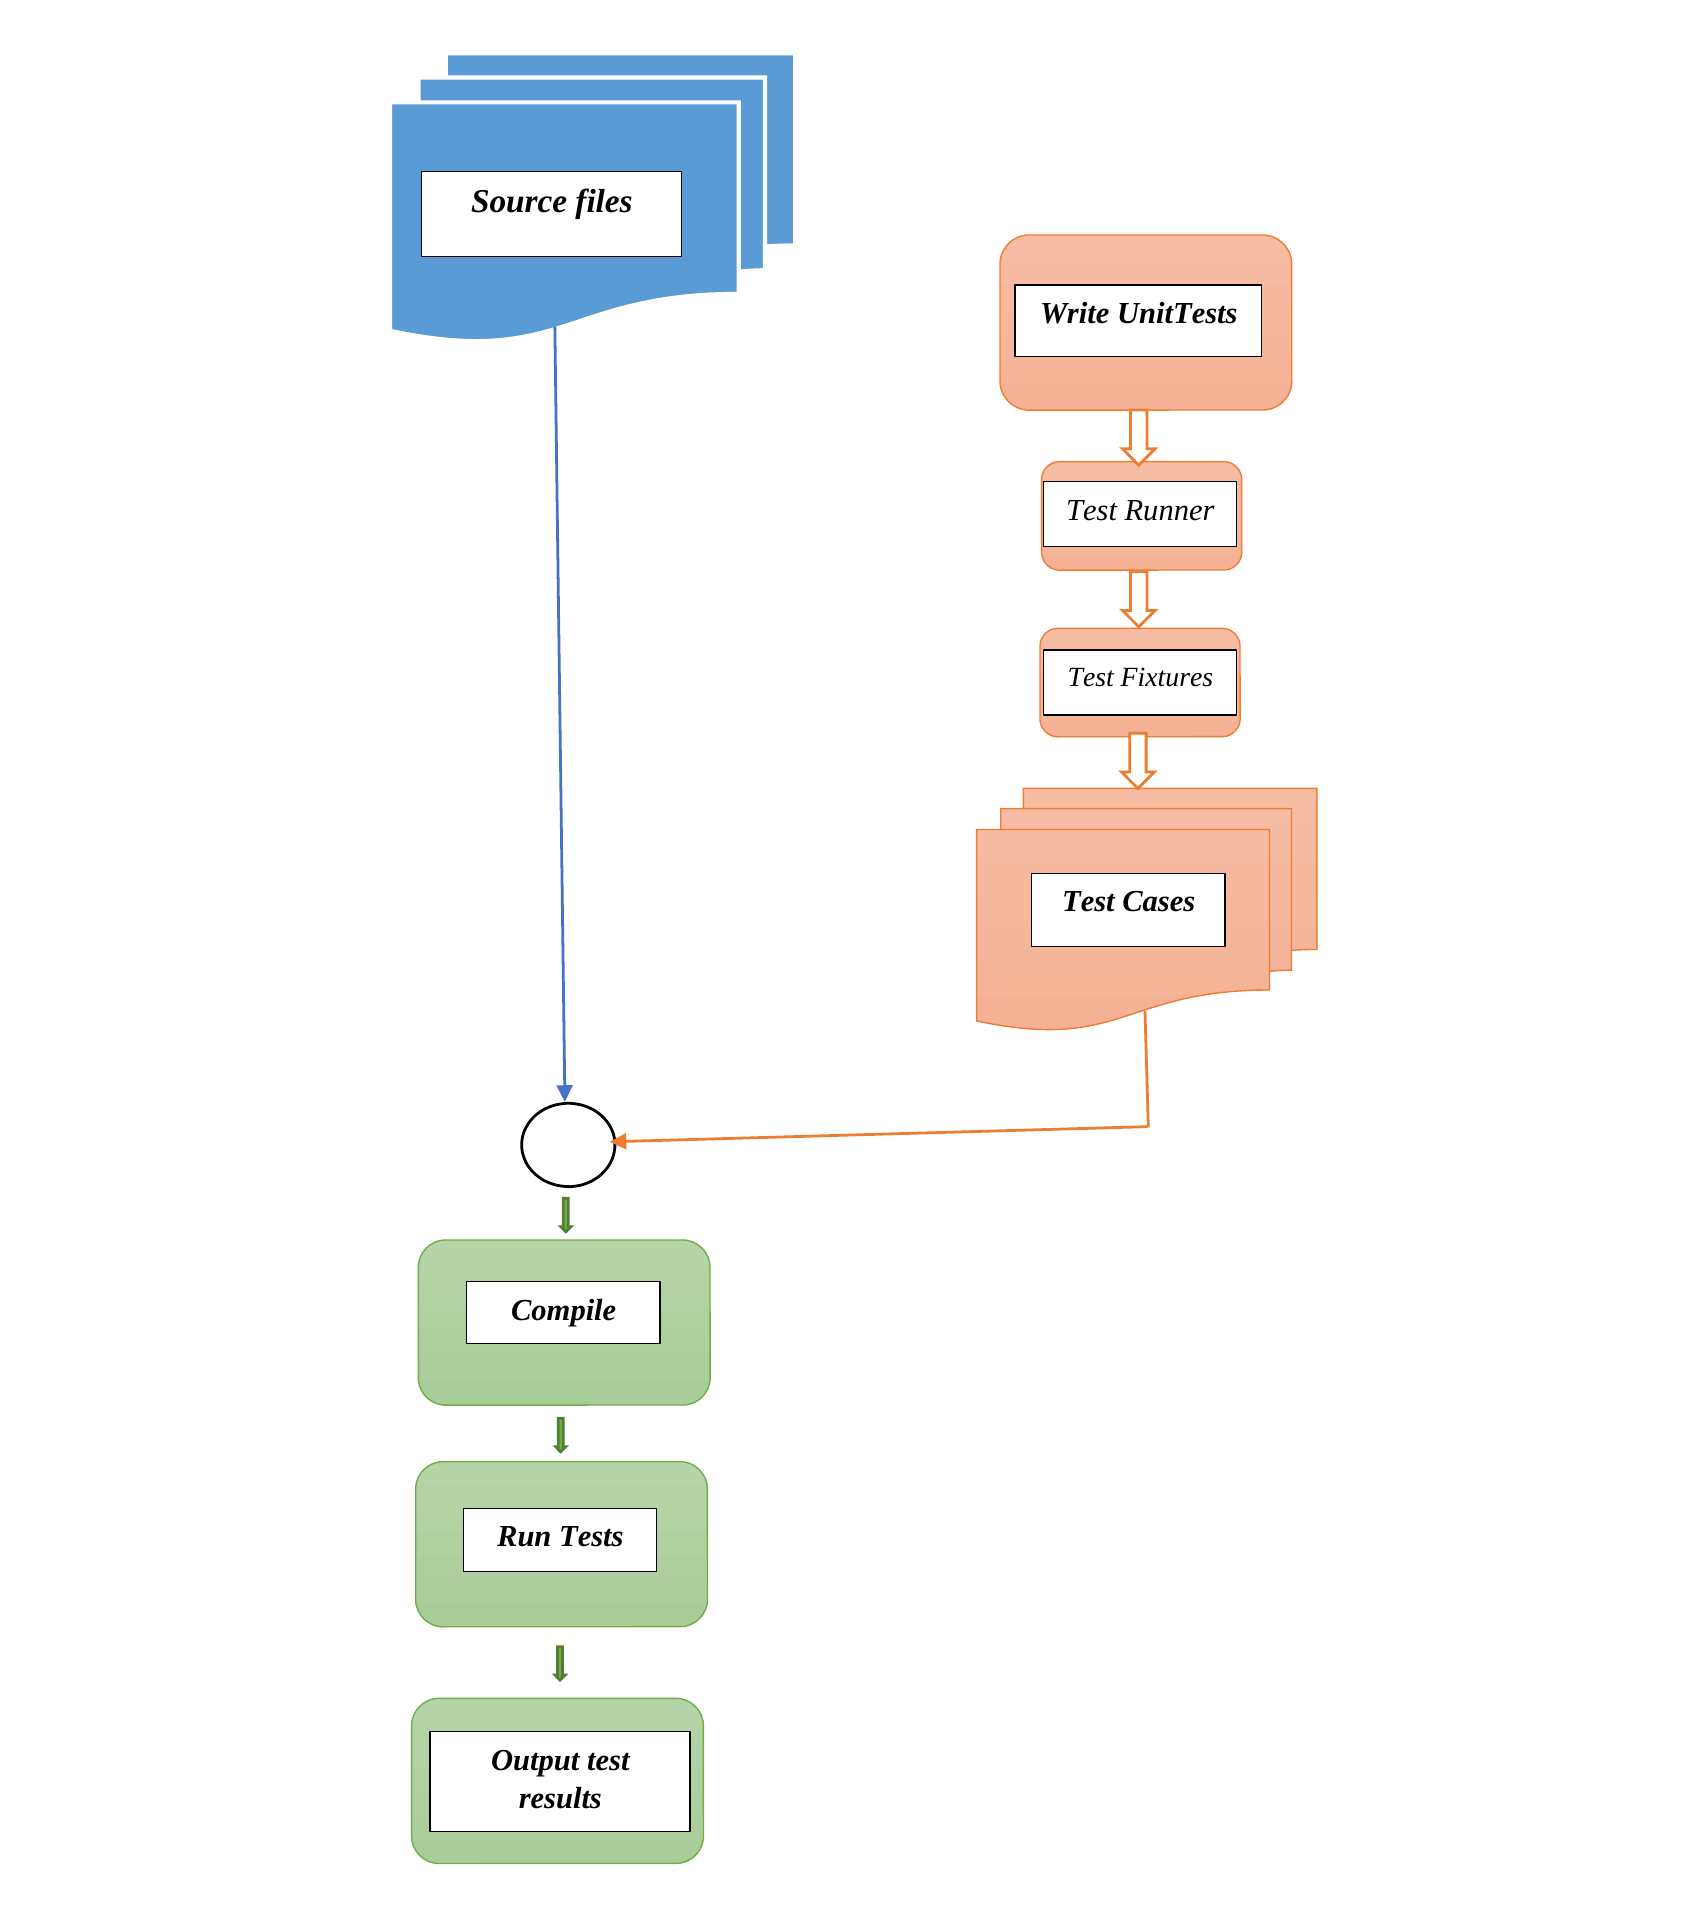 Source files
Write UnitTests
Test Runner
Test Fixtures
Test Cases
Compile
Run Tests
Output test
results